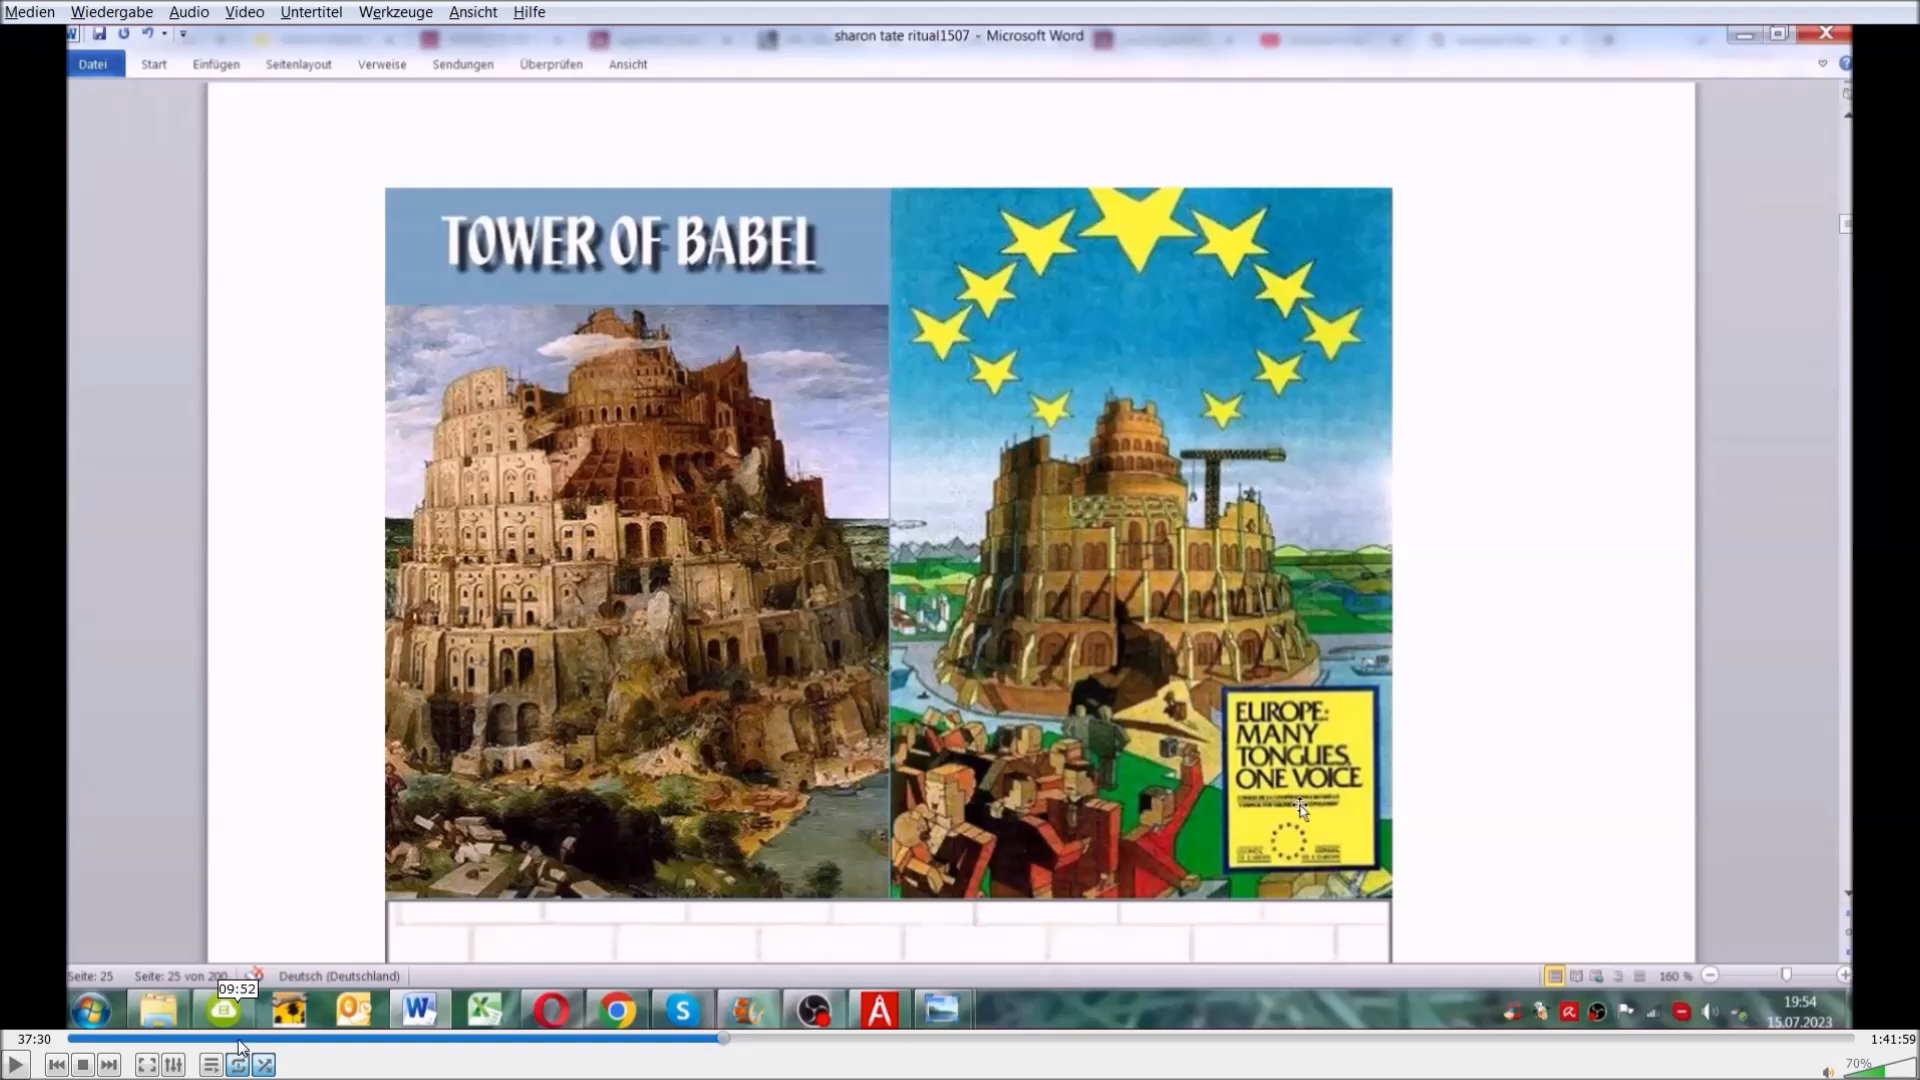 Medien Wiedergabe Audio Video Untertitel Werkzeuge Ansicht Hilfe
sharon tate ritual1507 - Microsoft Word
Datei Start Einfügen Seitenlayout Verweise Sendungen Überprüfen Ansicht
TOWER OF BABEL
EUROPE:
MANY
TONGUES,
ONE VOICE
Seite: 25 Seite: 25 von 200 Deutsch (Deutschland) 160 %
09:52
19:54
15.07.2023
37:30 1:41:59
70%